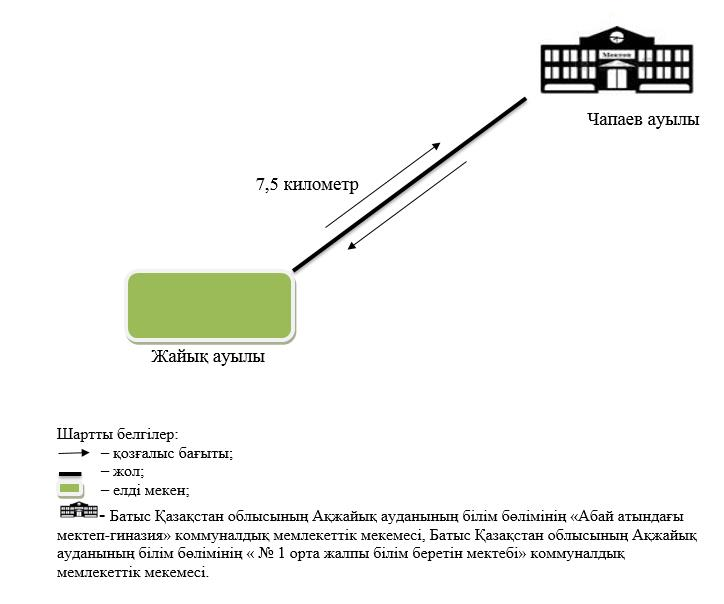 Мектеп
Чапаев ауылы
7,5 километр
Жайық ауылы
Шартты белгілер:
– қозғалыс бағыты;
– жол;
– елді мекен;
- Батыс Қазақстан облысының Ақжайық ауданының білім бөлімінің «Абай атындағы
мектеп-гиназия» коммуналдық мемлекеттік мекемесі, Батыс Қазақстан облысының Ақжайық
ауданының білім бөлімінің « № 1 орта жалпы білім беретін мектебі» коммуналдық
мемлекеттік мекемесі.